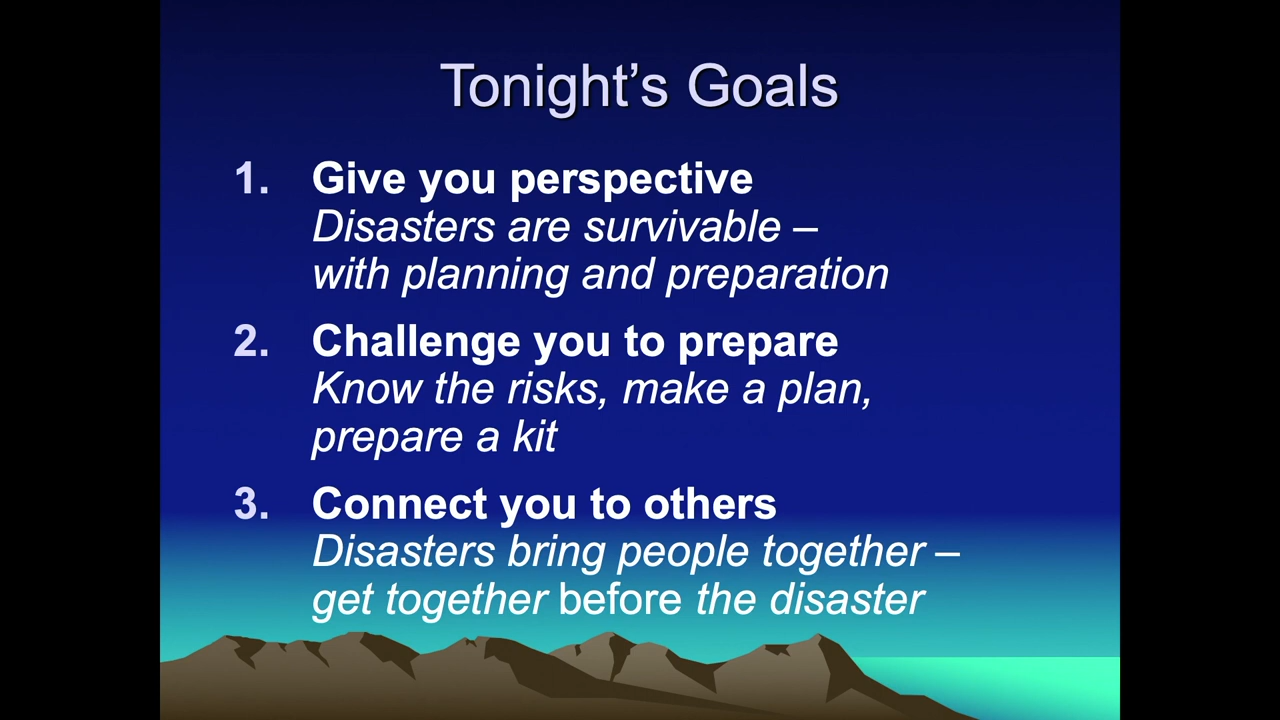 Tonight’s Goals
1. Give you perspective
Disasters are survivable –
with planning and preparation
2. Challenge you to prepare
Know the risks, make a plan,
prepare a kit
3. Connect you to others
Disasters bring people together –
get together before the disaster